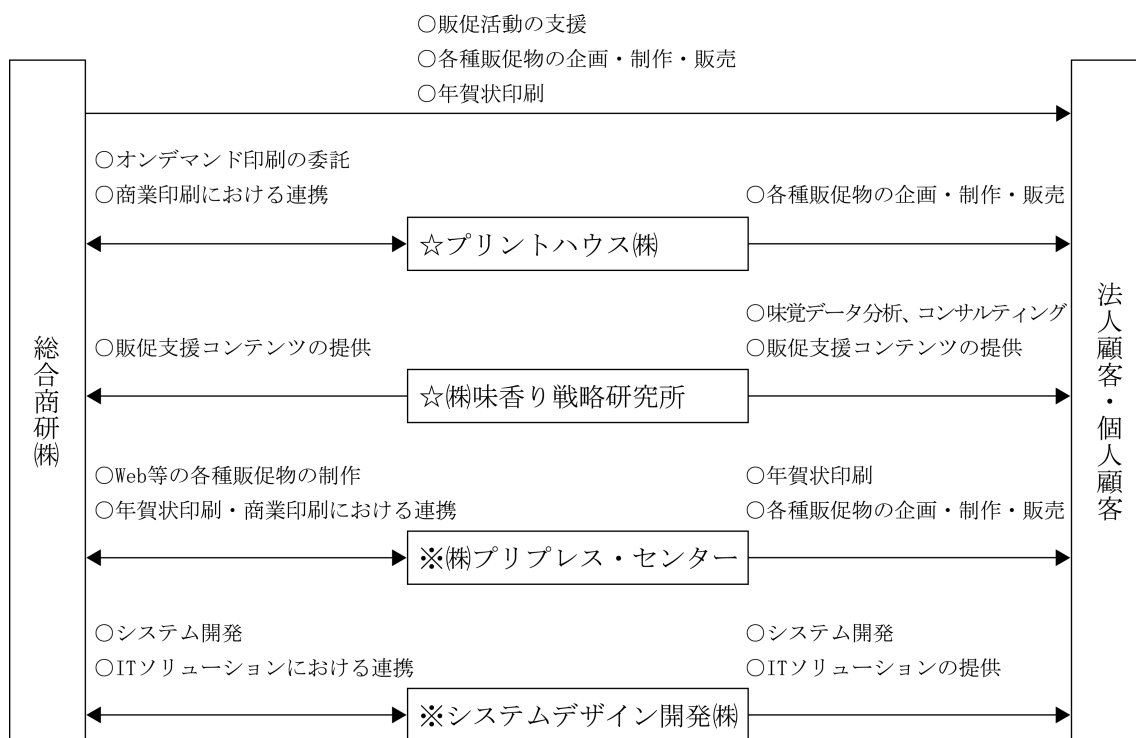 ○販促活動の支援
○各種販促物の企画・制作・販売
○年賀状印刷
○オンデマンド印刷の委託
○商業印刷における連携
○各種販促物の企画・制作・販売
☆プリントハウス㈱
○味覚データ分析、コンサルティング
○販促支援コンテンツの提供
○販促支援コンテンツの提供
☆㈱味香り戦略研究所
総合商研㈱
法人顧客・個人顧客
○Web等の各種販促物の制作
○年賀状印刷
○年賀状印刷・商業印刷における連携
○各種販促物の企画・制作・販売
※㈱プリプレス・センター
○システム開発
○システム開発
○ITソリューションにおける連携
○ITソリューションの提供
※システムデザイン開発㈱